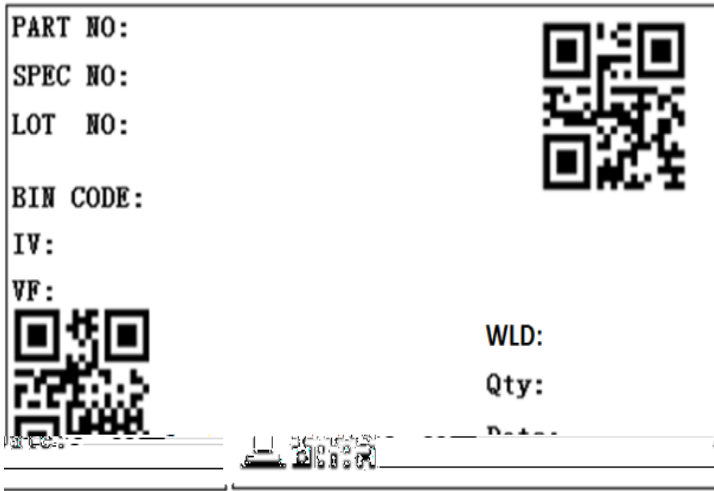 PART NO:
SPEC NO:
LOT NO:
BIN CODE:
IV:
VF:
WLD:
Qty: